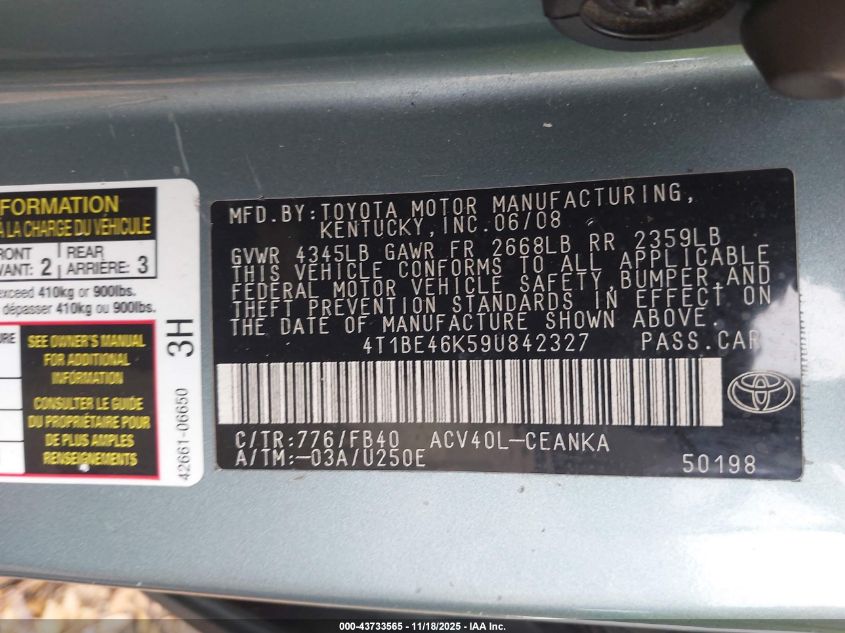 FORMATION
À LA CHARGE DU VÉHICULE
FRONT
VANT: 2
REAR
ARRIÈRE: 3
exceed 410kg or 900lbs.
dépasser 410kg ou 900lbs.
SEE OWNER'S MANUAL
FOR ADDITIONAL
INFORMATION
CONSULTER LE GUIDE
DU PROPRIÉTAIRE POUR
DE PLUS AMPLES
RENSEIGNEMENTS
3H
42661-06650
MFD.BY:TOYOTA MOTOR MANUFACTURING,
KENTUCKY,INC.06/08
GVWR 4345LB GAWR FR 2668LB RR 2359LB
THIS VEHICLE CONFORMS TO ALL APPLICABLE
FEDERAL MOTOR VEHICLE SAFETY,BUMPER,AND
THEFT PREVENTION STANDARDS IN EFFECT ON
THE DATE OF MANUFACTURE SHOWN ABOVE.
4T1BE46K59U842327 PASS.CAR
C/TR:776/FB40 ACV40L-CEANKA
A/TM:-03A/U250E 50198
000-43733565 - 11/18/2025 - IAA Inc.